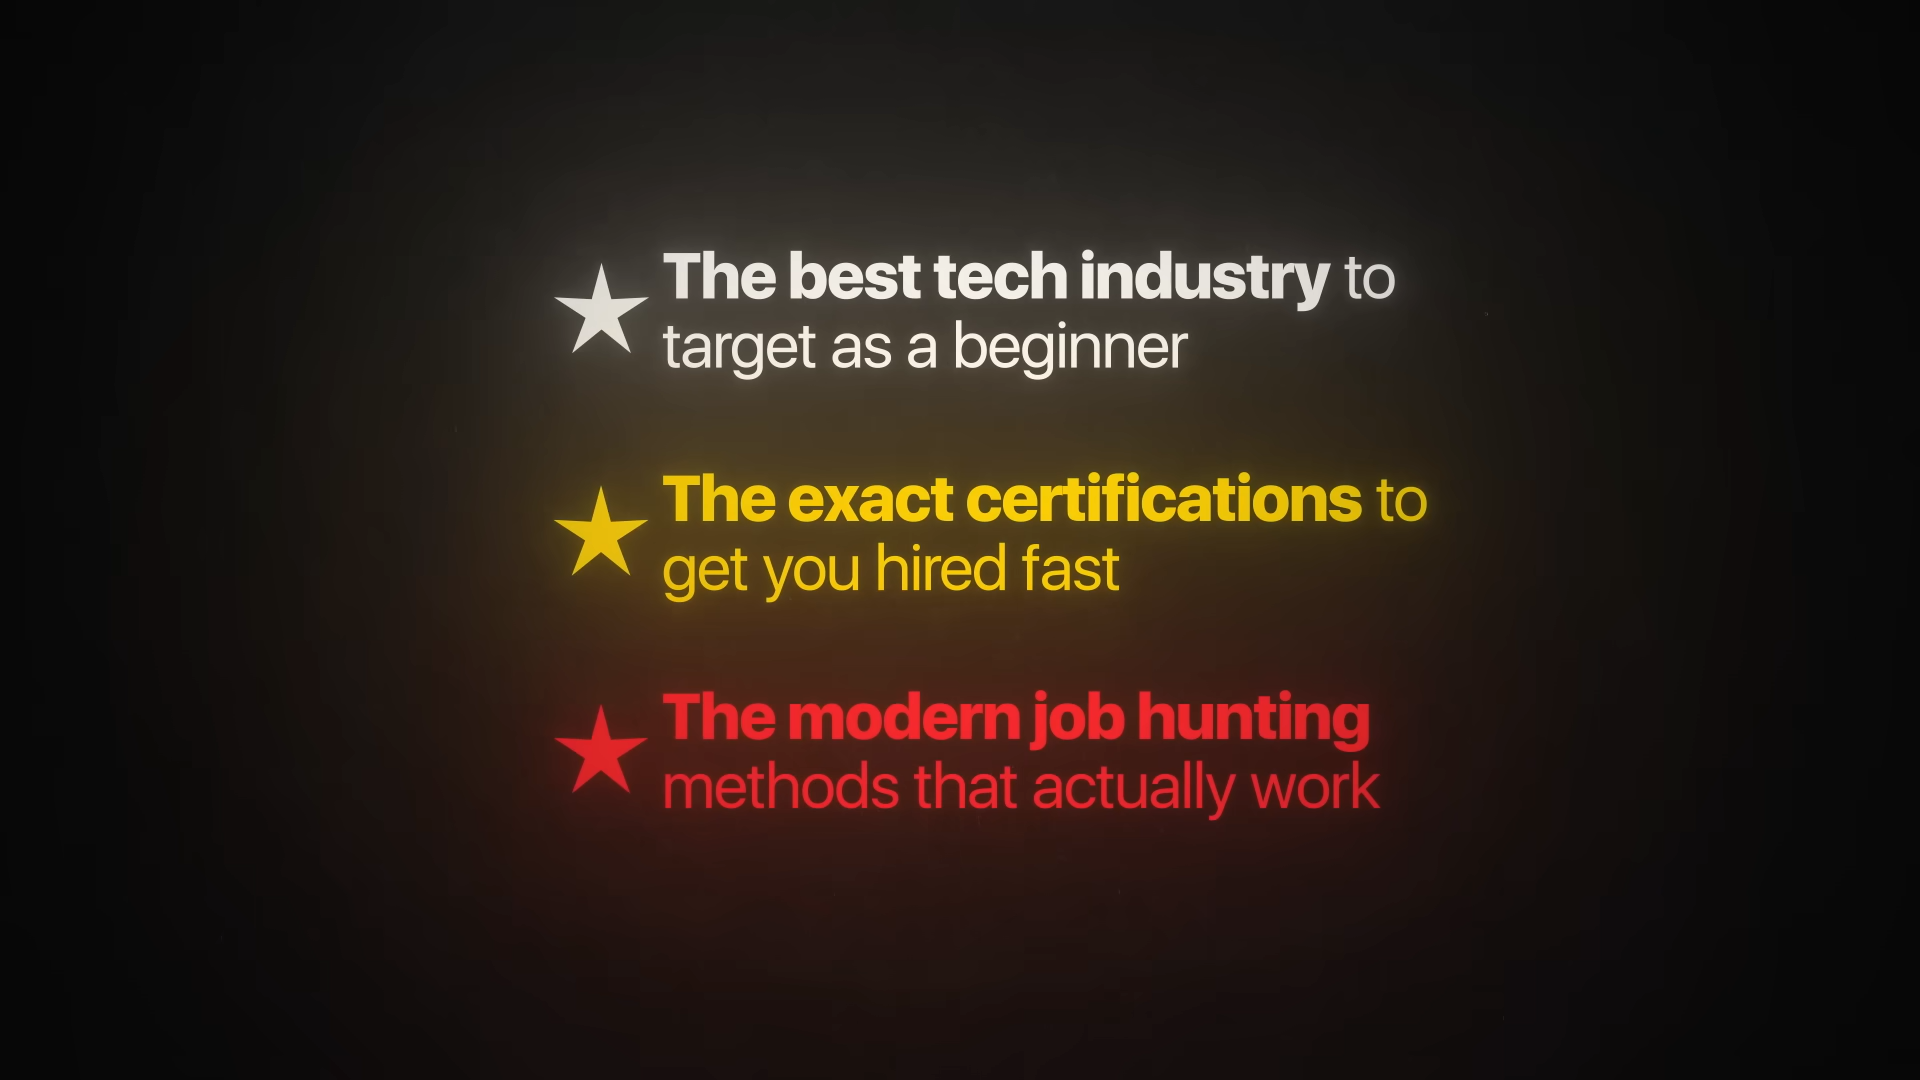 The best tech industry to
target as a beginner
The exact certifications to
get you hired fast
The modern job hunting
methods that actually work